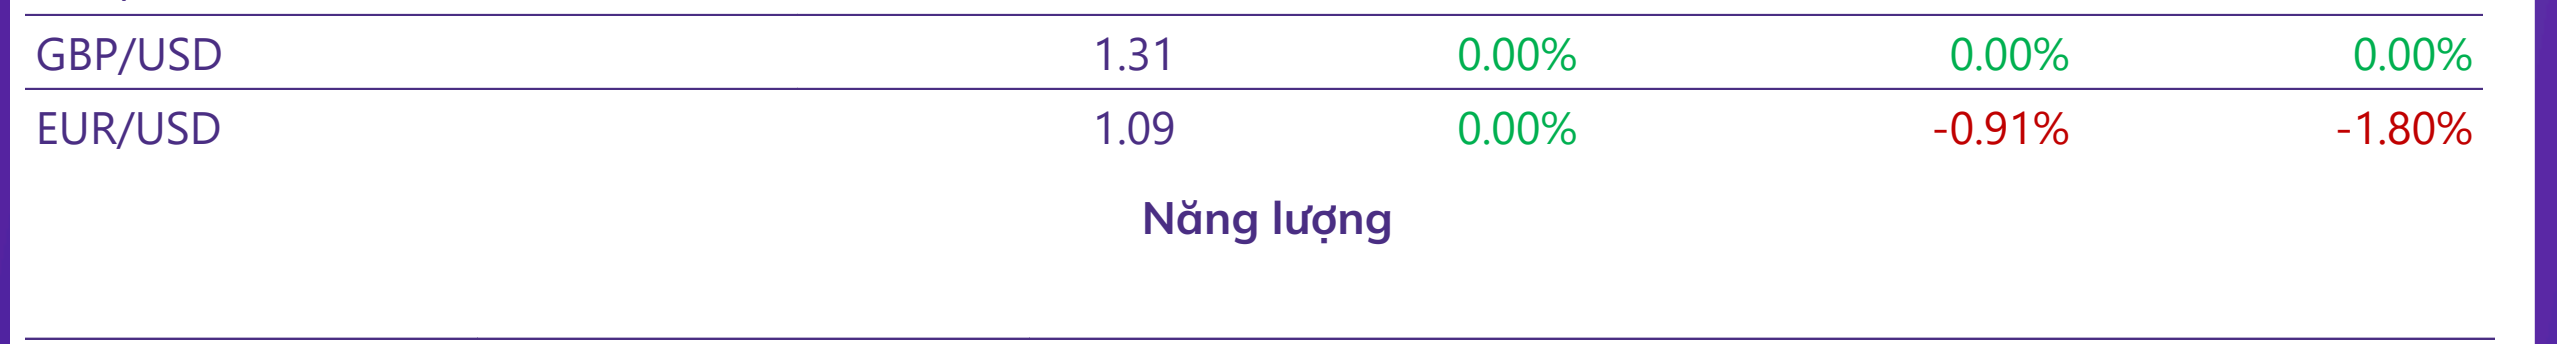 GBP/USD 1.31 0.00% 0.00% 0.00%
EUR/USD 1.09 0.00% -0.91% -1.80%
Năng lượng